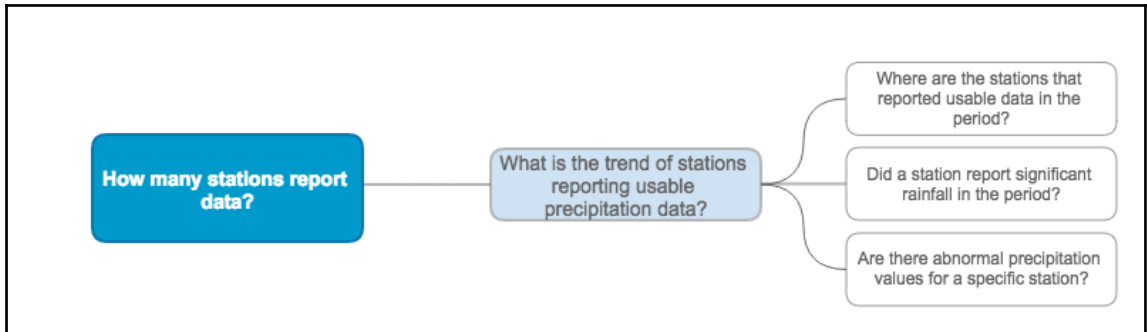 How many stations report
data?
What is the trend of stations
reporting usable
precipitation data?
Where are the stations that
reported usable data in the
period?
Did a station report significant
rainfall in the period?
Are there abnormal precipitation
values for a specific station?